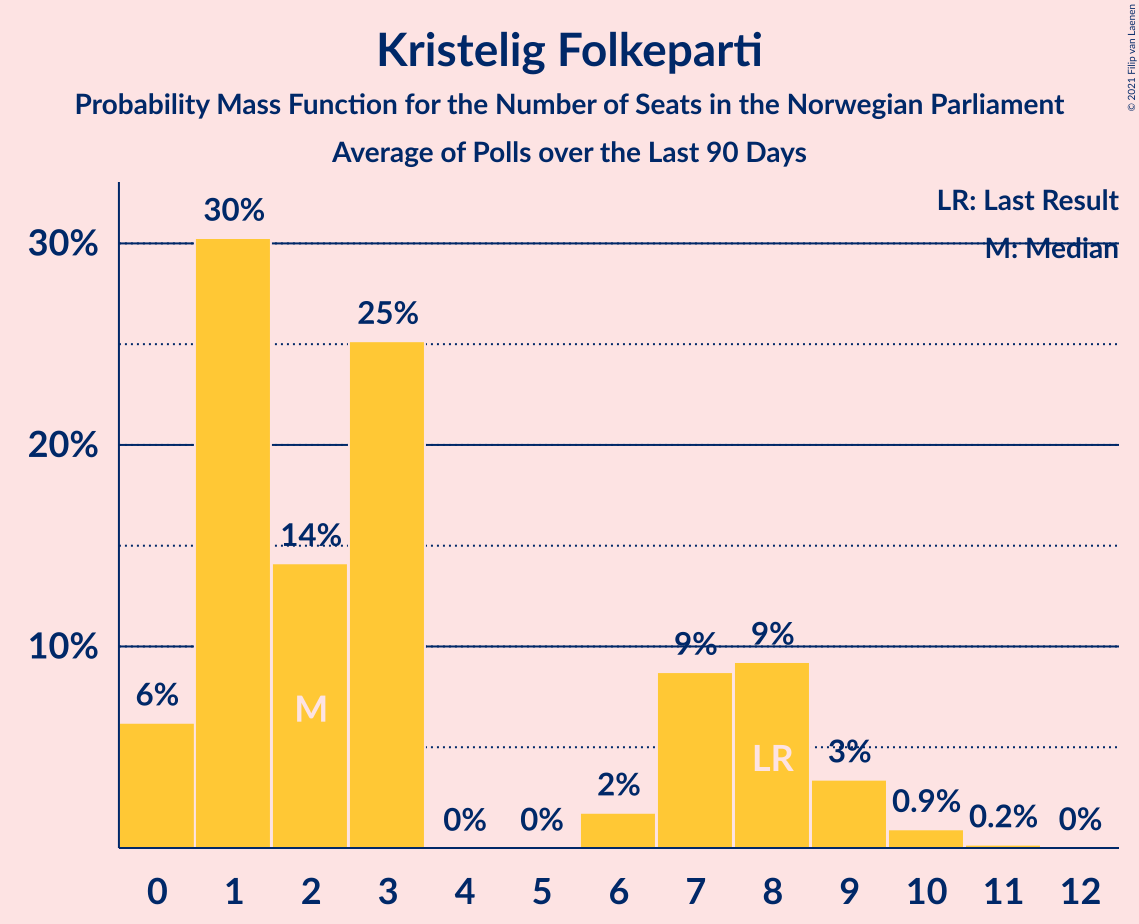 Kristelig Folkeparti
Probability Mass Function for the Number of Seats in the Norwegian Parliament
Average of Polls over the Last 90 Days
© 2021 Filip van Laenen
LR: Last Result
M: Median
30%
20%
10%
6%
30%
14%
25%
0%
0%
2%
9%
9%
3%
0.9%
0.2%
0%
M
LR
0 1 2 3 4 5 6 7 8 9 10 11 12